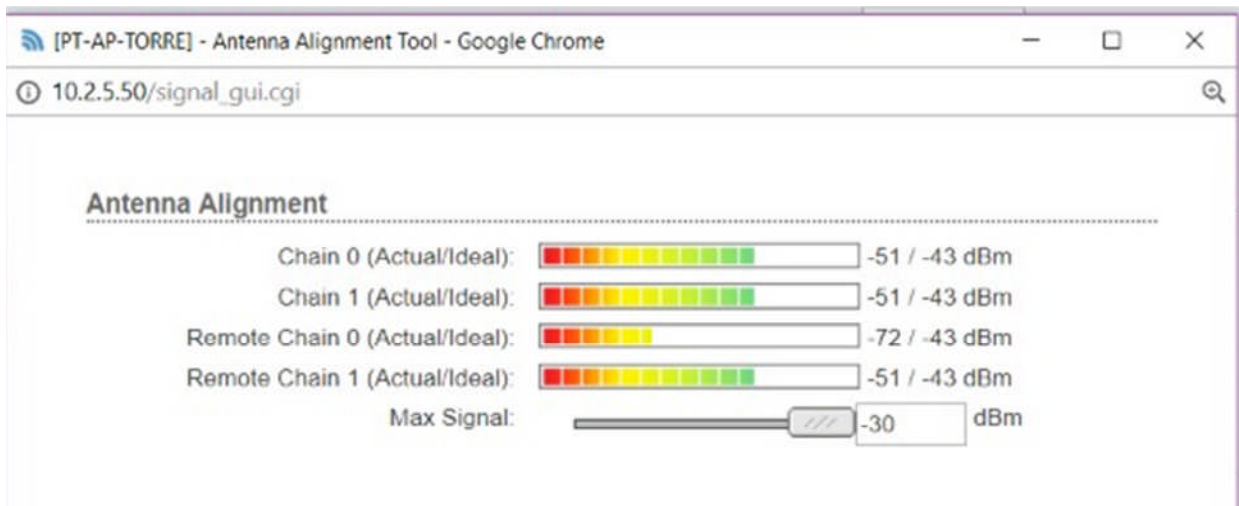 [PT-AP-TORRE] - Antenna Alignment Tool - Google Chrome
10.2.5.50/signal_gui.cgi
Antenna Alignment
Chain 0 (Actual/Ideal): -51 / -43 dBm
Chain 1 (Actual/Ideal): -51 / -43 dBm
Remote Chain 0 (Actual/Ideal): -72 / -43 dBm
Remote Chain 1 (Actual/Ideal): -51 / -43 dBm
Max Signal: -30 dBm